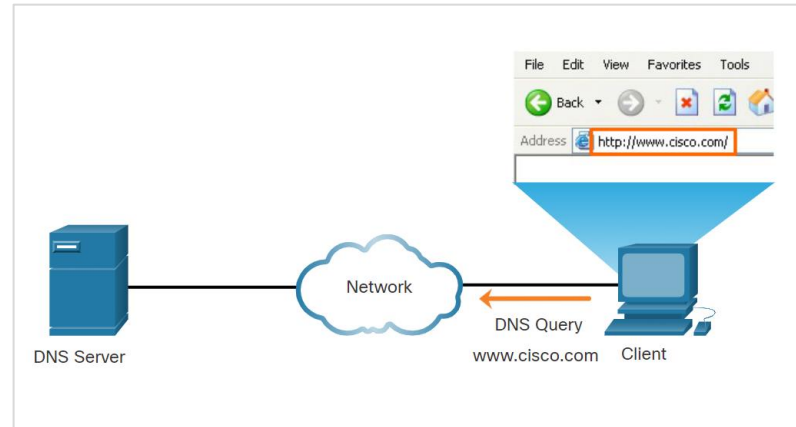 File Edit View Favorites Tools
Back
Address http://www.cisco.com/
Network
DNS Query
www.cisco.com
DNS Server
Client